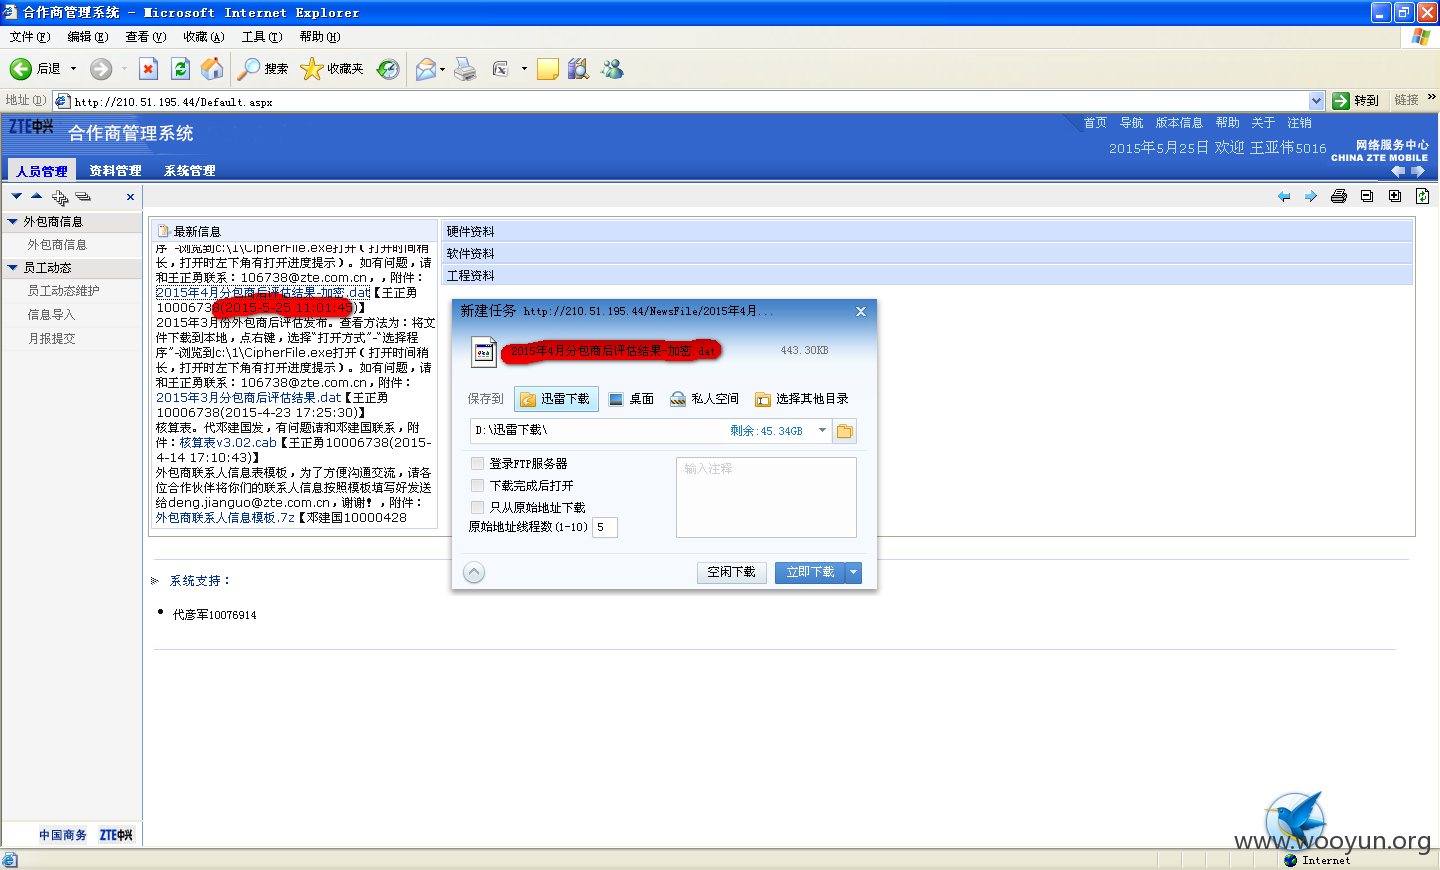 合作商管理系统 - Microsoft Internet Explorer
文件(F) 编辑(E) 查看(V) 收藏(A) 工具(T) 帮助(H)
后退 搜索 收藏夹
地址(D) http://210.51.195.44/Default.aspx 转到 链接 »
ZTE中兴 合作商管理系统
首页 导航 版本信息 帮助 关于 注销
2015年5月25日 欢迎 王亚伟5016
网络服务中心
CHINA ZTE MOBILE
人员管理 资料管理 系统管理
外包商信息
外包商信息
员工动态
员工动态维护
信息导入
月报提交
最新信息
序"-浏览到c:\1\CipherFile.exe打开(打开时间稍
长,打开时左下角有打开进度提示)。如有问题,请
和王正勇联系:106738@zte.com.cn,,附件:
2015年4月分包商后评估结果-加密.dat【王正勇
10006738(2015-5-25 11:01:45)】
2015年3月份外包商后评估发布。查看方法为:将文
件下载到本地,点右键,选择"打开方式"-"选择程
序"-浏览到c:\1\CipherFile.exe打开(打开时间稍
长,打开时左下角有打开进度提示)。如有问题,请
和王正勇联系:106738@zte.com.cn,附件:
2015年3月分包商后评估结果.dat【王正勇
10006738(2015-4-23 17:25:30)】
核算表。代邓建国发,有问题请和邓建国联系,附
件:核算表v3.02.cab【王正勇10006738(2015-
4-14 17:10:43)】
外包商联系人信息表模板,为了方便沟通交流,请各
位合作伙伴将你们的联系人信息按照模板填写好发送
给deng.jianguo@zte.com.cn,谢谢!,附件:
外包商联系人信息模板.7z【邓建国10000428
硬件资料
软件资料
工程资料
新建任务 http://210.51.195.44/NewsFile/2015年4月...
2015年4月分包商后评估结果-加密.dat 443.30KB
保存到 迅雷下载 桌面 私人空间 选择其他目录
D:\迅雷下载\ 剩余:45.34GB
登录FTP服务器
输入注释
下载完成后打开
只从原始地址下载
原始地址线程数(1-10) 5
空闲下载 立即下载
系统支持:
代彦军10076914
中国商务 ZTE中兴
www.wooyun.org
Internet